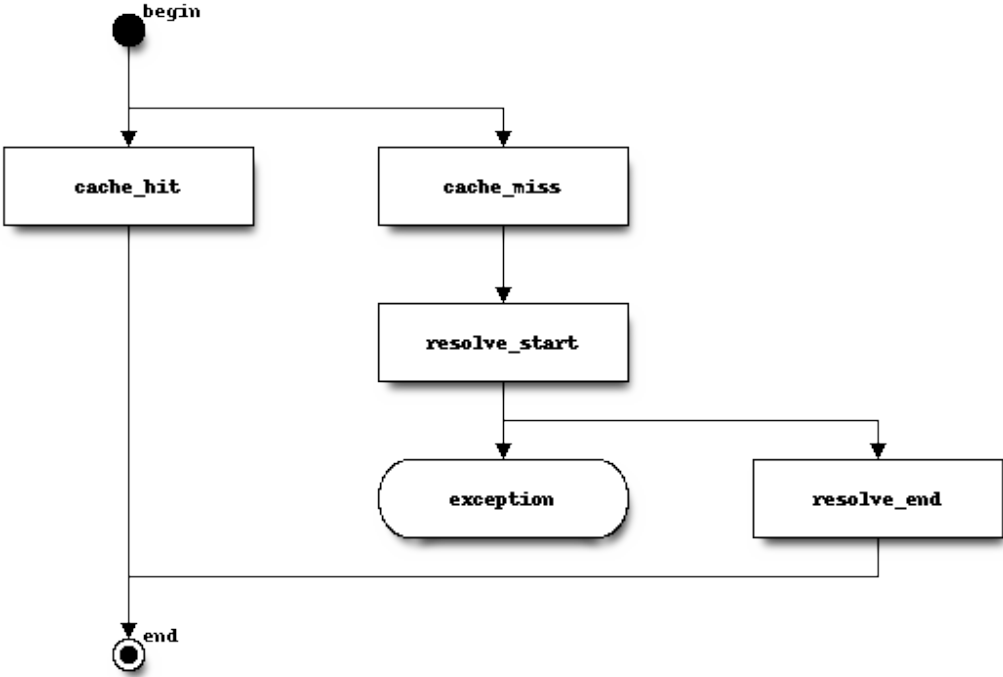 begin
cache_hit
cache_miss
resolve_start
exception
resolve_end
end